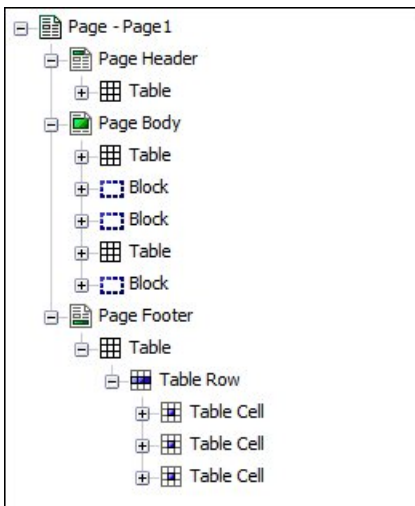 Page - Page1
Page Header
Table
Page Body
Table
Block
Block
Table
Block
Page Footer
Table
Table Row
Table Cell
Table Cell
Table Cell